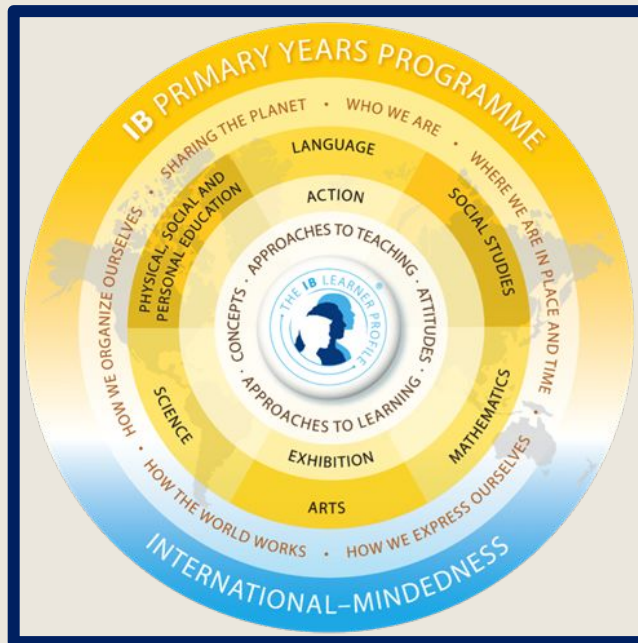 IB PRIMARY YEARS PROGRAMME
SHARING THE PLANET • WHO WE ARE • WHERE WE ARE IN PLACE AND TIME •
HOW WE ORGANIZE OURSELVES •
• HOW THE WORLD WORKS • HOW WE EXPRESS OURSELVES
LANGUAGE
SOCIAL STUDIES
MATHEMATICS
ARTS
SCIENCE
PHYSICAL, SOCIAL AND
PERSONAL EDUCATION
ACTION
EXHIBITION
· APPROACHES TO TEACHING ·
ATTITUDES ·
APPROACHES TO LEARNING ·
CONCEPTS
THE IB LEARNER PROFILE ®
INTERNATIONAL–MINDEDNESS